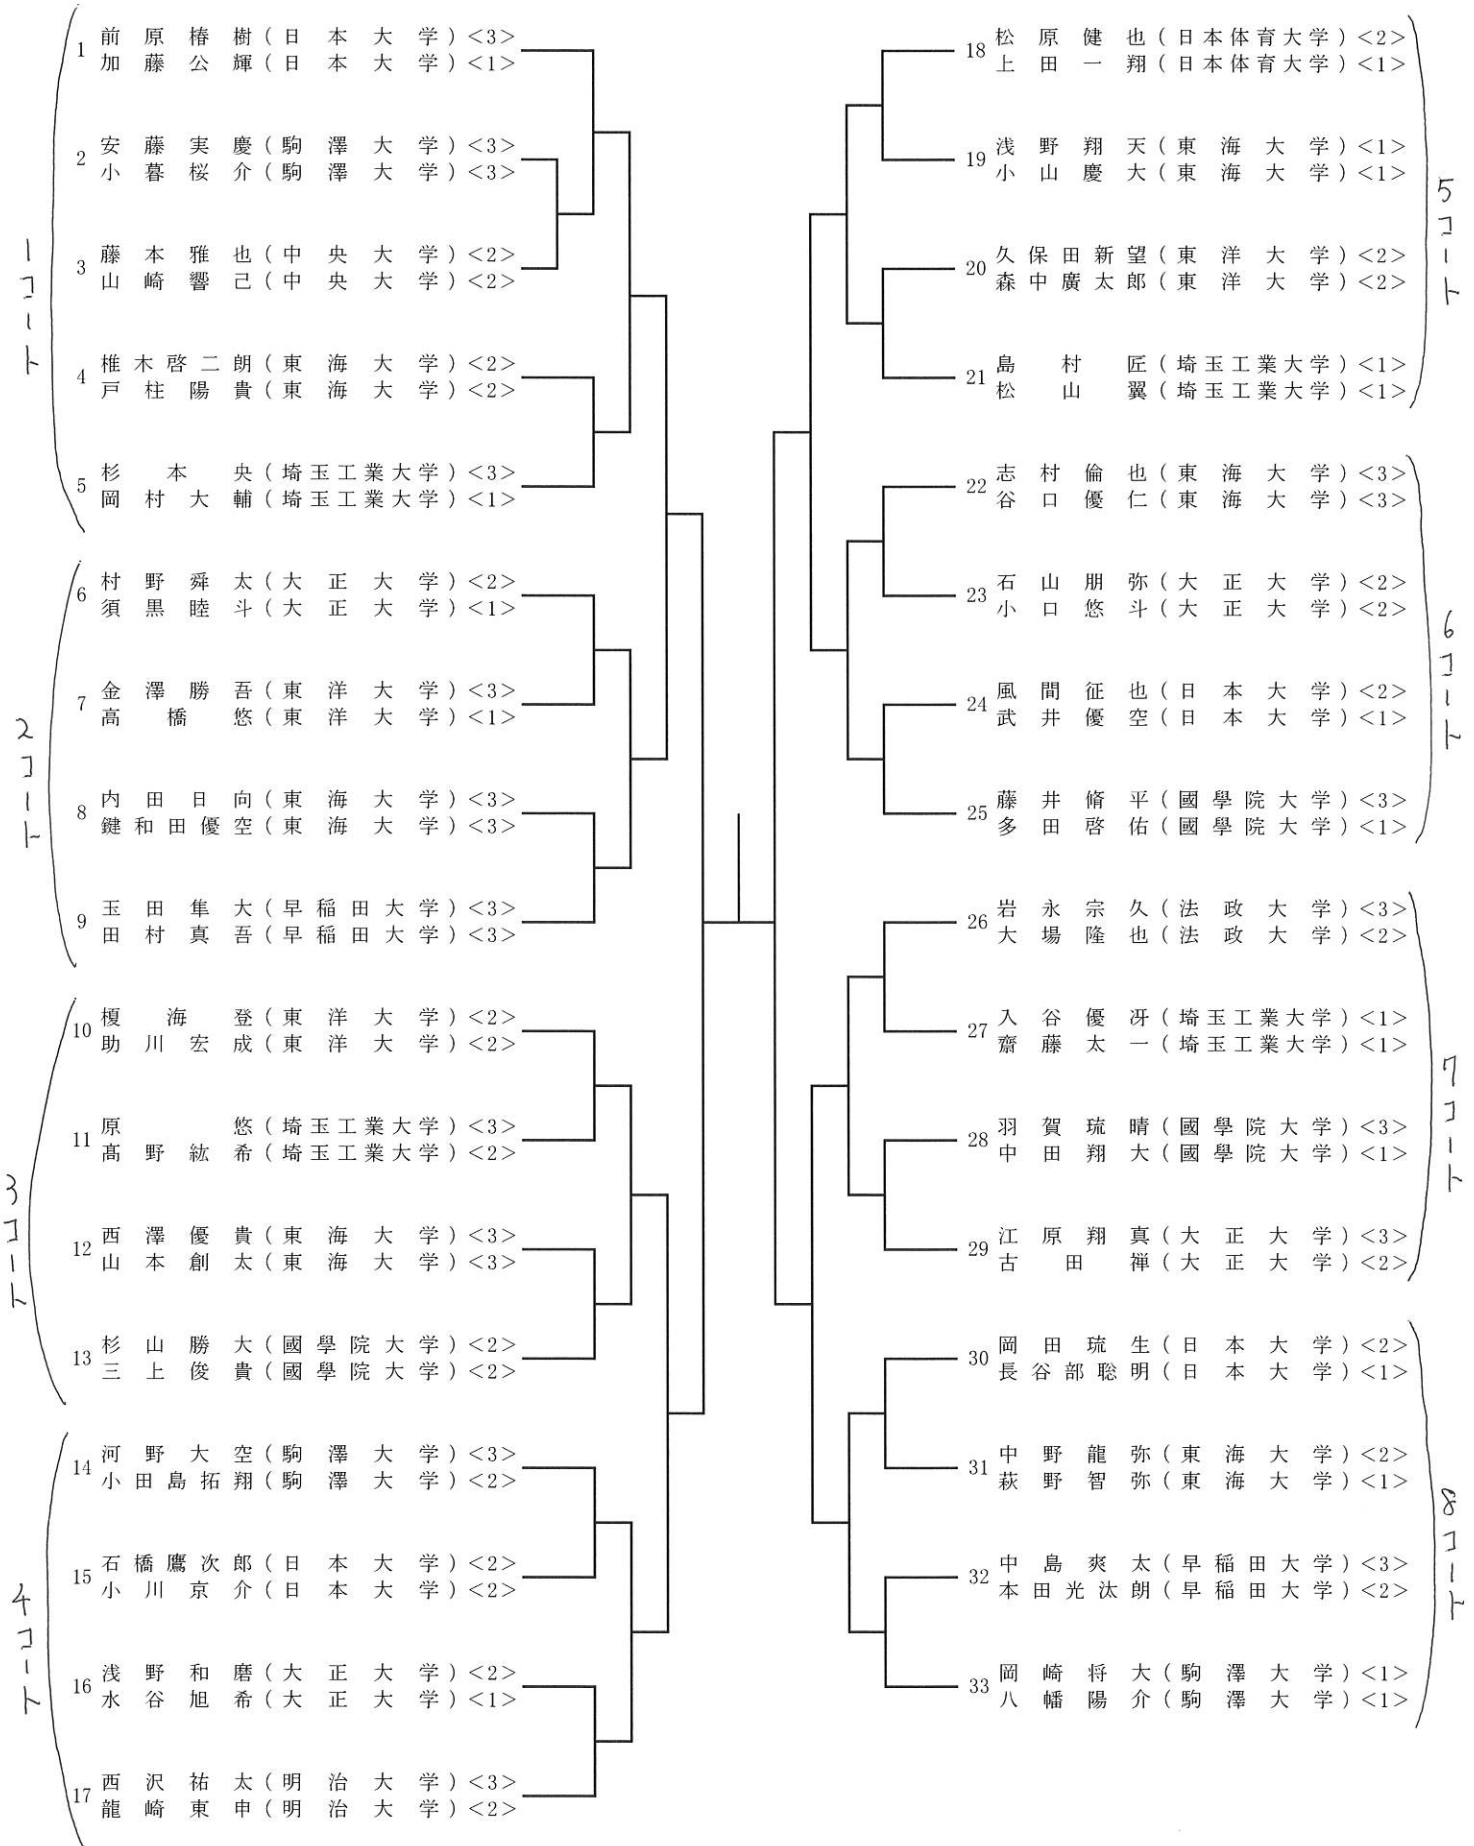 1コート
1 前原椿樹(日本大学)<3>
加藤公輝(日本大学)<1>
2 安藤実慶(駒澤大学)<3>
小暮桜介(駒澤大学)<3>
3 藤本雅也(中央大学)<2>
山崎響己(中央大学)<2>
4 椎木啓二朗(東海大学)<2>
戸柱陽貴(東海大学)<2>
5 杉本央(埼玉工業大学)<3>
岡村大輔(埼玉工業大学)<1>
2コート
6 村野舜太(大正大学)<2>
須黒睦斗(大正大学)<1>
7 金澤勝吾(東洋大学)<3>
高橋悠(東洋大学)<1>
8 内田日向(東海大学)<3>
鍵和田優空(東海大学)<3>
9 玉田隼大(早稲田大学)<3>
田村真吾(早稲田大学)<3>
3コート
10 榎海登(東洋大学)<2>
助川宏成(東洋大学)<2>
11 原悠(埼玉工業大学)<3>
髙野紘希(埼玉工業大学)<2>
12 西澤優貴(東海大学)<3>
山本創太(東海大学)<3>
13 杉山勝大(國學院大学)<2>
三上俊貴(國學院大学)<2>
4コート
14 河野大空(駒澤大学)<3>
小田島拓翔(駒澤大学)<2>
15 石橋鷹次郎(日本大学)<2>
小川京介(日本大学)<2>
16 浅野和磨(大正大学)<2>
水谷旭希(大正大学)<1>
17 西沢祐太(明治大学)<3>
龍崎東申(明治大学)<2>
5コート
18 松原健也(日本体育大学)<2>
上田一翔(日本体育大学)<1>
19 浅野翔天(東海大学)<1>
小山慶大(東海大学)<1>
20 久保田新望(東洋大学)<2>
森中廣太郎(東洋大学)<2>
21 島村匠(埼玉工業大学)<1>
松山翼(埼玉工業大学)<1>
6コート
22 志村倫也(東海大学)<3>
谷口優仁(東海大学)<3>
23 石山朋弥(大正大学)<2>
小口悠斗(大正大学)<2>
24 風間征也(日本大学)<2>
武井優空(日本大学)<1>
25 藤井脩平(國學院大学)<3>
多田啓佑(國學院大学)<1>
7コート
26 岩永宗久(法政大学)<3>
大場隆也(法政大学)<2>
27 入谷優冴(埼玉工業大学)<1>
齋藤太一(埼玉工業大学)<1>
28 羽賀琉晴(國學院大学)<3>
中田翔大(國學院大学)<1>
29 江原翔真(大正大学)<3>
古田禅(大正大学)<2>
8コート
30 岡田琉生(日本大学)<2>
長谷部聡明(日本大学)<1>
31 中野龍弥(東海大学)<2>
萩野智弥(東海大学)<1>
32 中島爽太(早稲田大学)<3>
本田光汰朗(早稲田大学)<2>
33 岡崎将大(駒澤大学)<1>
八幡陽介(駒澤大学)<1>